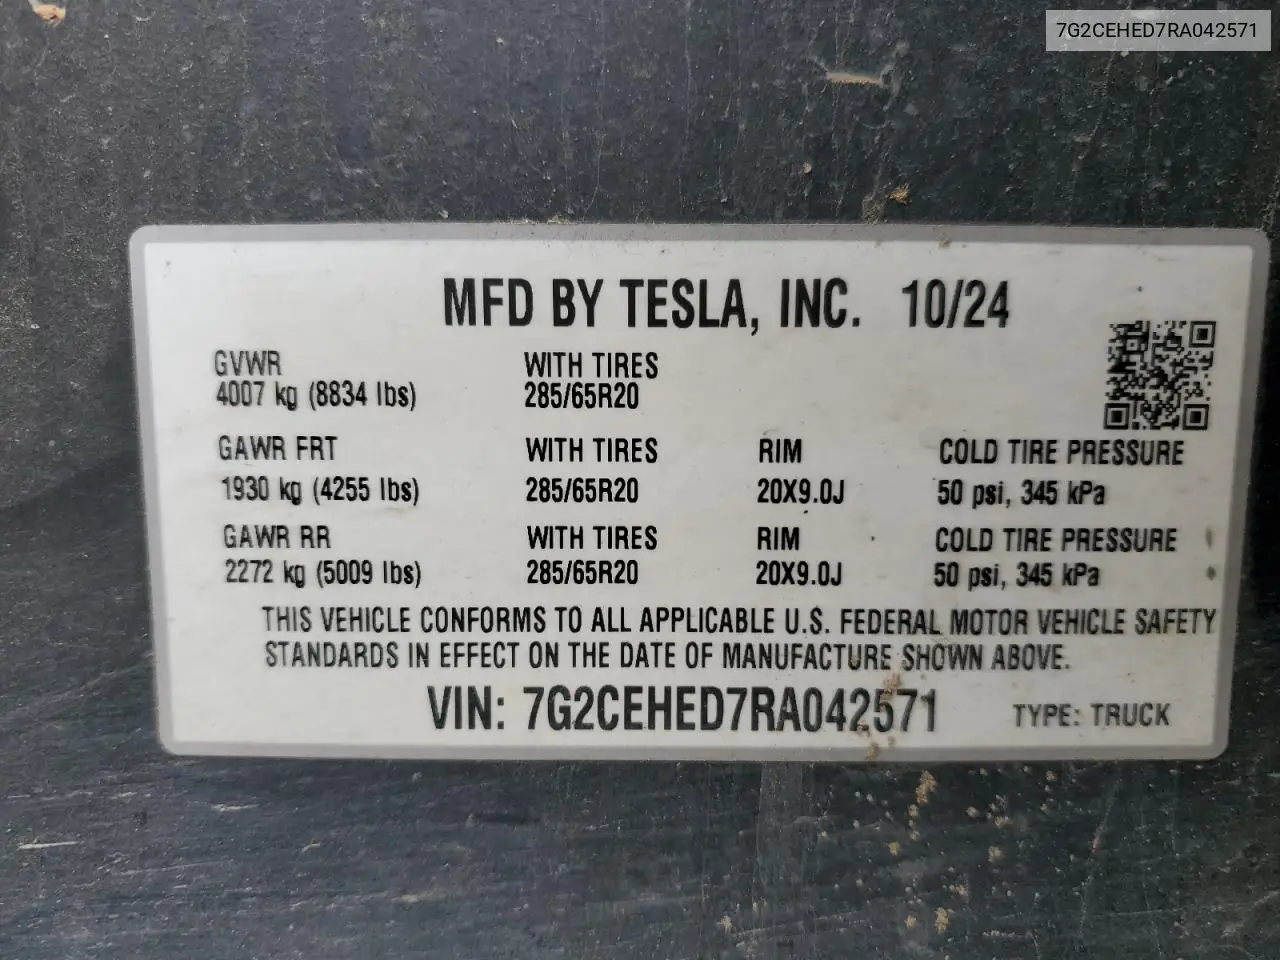 7G2CEHED7RA042571
MFD BY TESLA, INC. 10/24
GVWR WITH TIRES
4007 kg (8834 lbs) 285/65R20
GAWR FRT WITH TIRES RIM COLD TIRE PRESSURE
1930 kg (4255 lbs) 285/65R20 20X9.0J 50 psi, 345 kPa
GAWR RR WITH TIRES RIM COLD TIRE PRESSURE
2272 kg (5009 lbs) 285/65R20 20X9.0J 50 psi, 345 kPa
THIS VEHICLE CONFORMS TO ALL APPLICABLE U.S. FEDERAL MOTOR VEHICLE SAFETY
STANDARDS IN EFFECT ON THE DATE OF MANUFACTURE SHOWN ABOVE.
VIN: 7G2CEHED7RA042571 TYPE: TRUCK